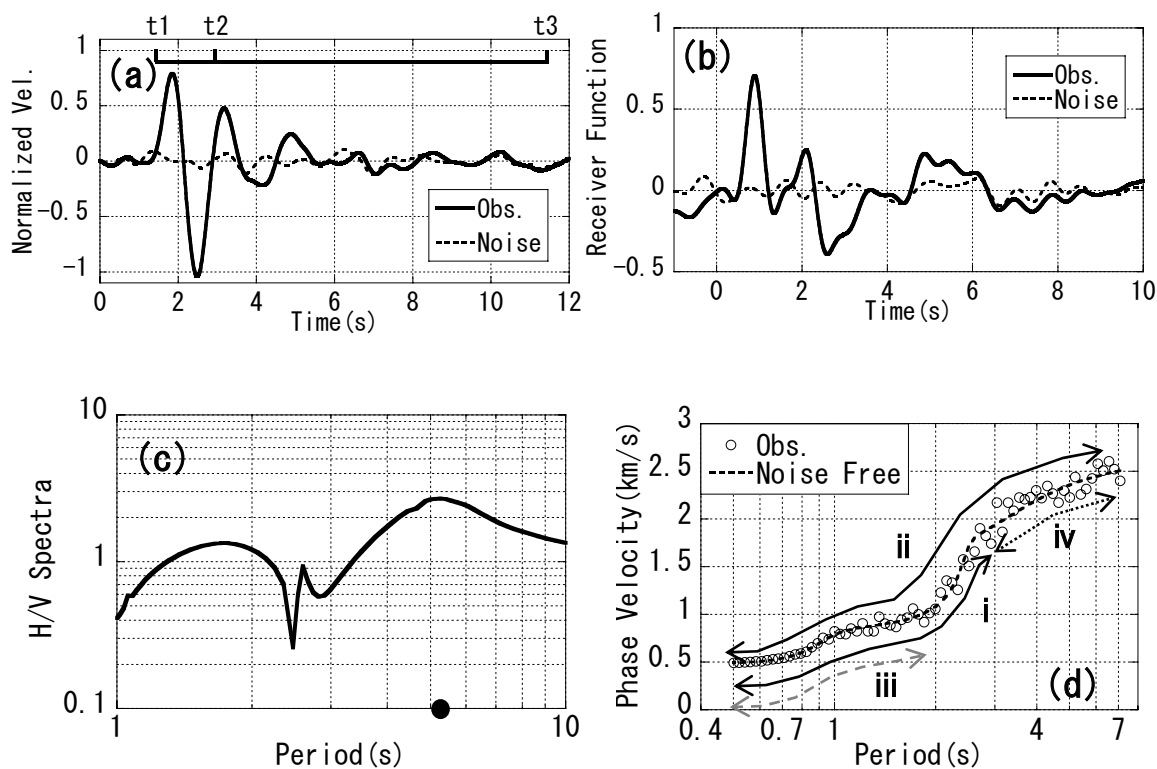 t1 t2 t3
(a)
Normalized Vel.
1
0.5
0
-0.5
-1
Obs.
Noise
0 2 4 6 8 10 12
Time(s)
(b)
Receiver Function
1
0.5
0
-0.5
Obs.
Noise
0 2 4 6 8 10
Time(s)
(c)
H/V Spectra
10
1
0.1
1 10
Period(s)
Phase Velocity(km/s)
3
2.5
2
1.5
1
0.5
0
Obs.
Noise Free
ii
iv
i
iii
(d)
0.4 0.7 1 2 4 7
Period(s)